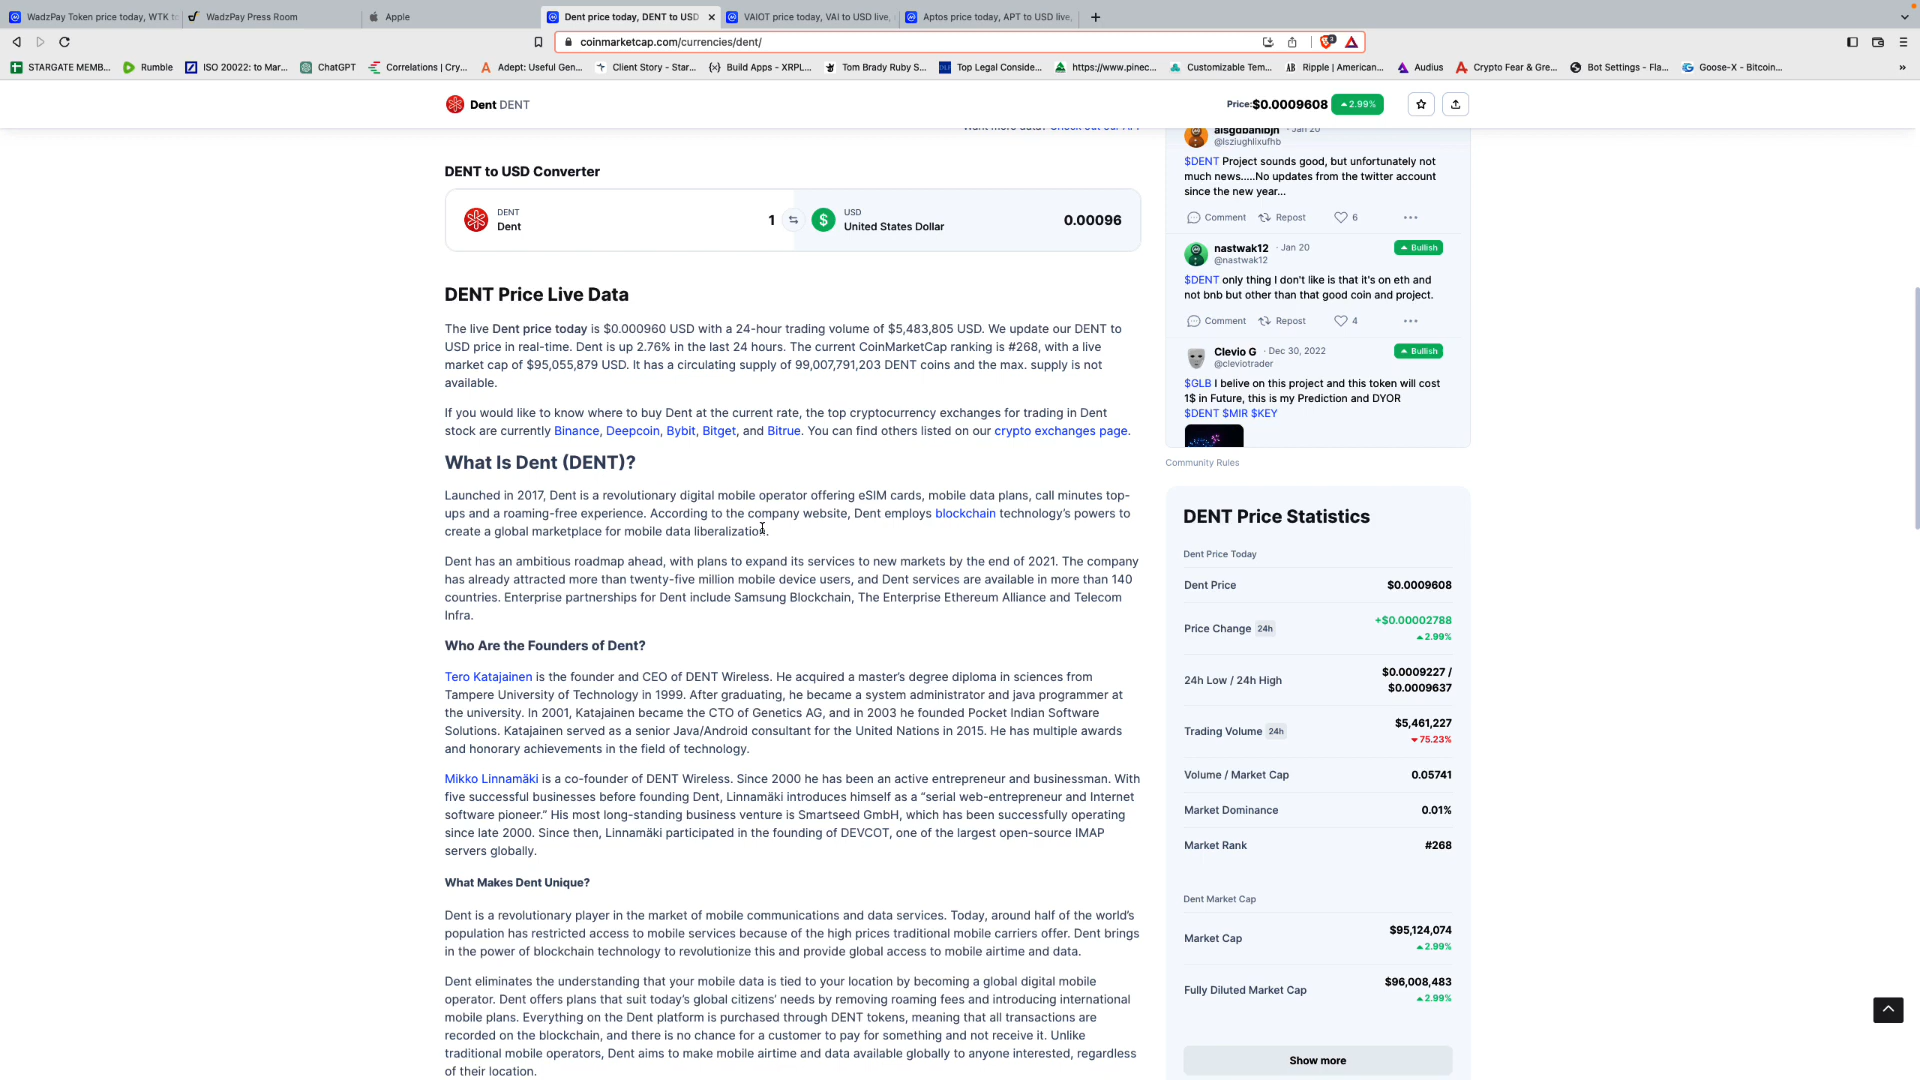 WadzPay Token price today, WTK to
WadzPay Press Room
Apple
Dent price today, DENT to USD
VAIOT price today, VAI to USD live,
Aptos price today, APT to USD live,
coinmarketcap.com/currencies/dent/
STARGATE MEMB...
Rumble
ISO 20022: to Mar...
ChatGPT
Correlations | Cry...
Adept: Useful Gen...
Client Story - Star...
Build Apps - XRPL...
Tom Brady Ruby S...
Top Legal Conside...
https://www.pinec...
Customizable Tem...
Ripple | American...
Audius
Crypto Fear & Gre...
Bot Settings - Fla...
Goose-X - Bitcoin...
Dent DENT
Price:$0.0009608
2.99%
Want more data? Check out our API
DENT to USD Converter
DENT
Dent
1
USD
United States Dollar
0.00096
DENT Price Live Data
The live Dent price today is $0.000960 USD with a 24-hour trading volume of $5,483,805 USD. We update our DENT to
USD price in real-time. Dent is up 2.76% in the last 24 hours. The current CoinMarketCap ranking is #268, with a live
market cap of $95,055,879 USD. It has a circulating supply of 99,007,791,203 DENT coins and the max. supply is not
available.
If you would like to know where to buy Dent at the current rate, the top cryptocurrency exchanges for trading in Dent
stock are currently Binance, Deepcoin, Bybit, Bitget, and Bitrue. You can find others listed on our crypto exchanges page.
What Is Dent (DENT)?
Launched in 2017, Dent is a revolutionary digital mobile operator offering eSIM cards, mobile data plans, call minutes top-
ups and a roaming-free experience. According to the company website, Dent employs blockchain technology's powers to
create a global marketplace for mobile data liberalization.
Dent has an ambitious roadmap ahead, with plans to expand its services to new markets by the end of 2021. The company
has already attracted more than twenty-five million mobile device users, and Dent services are available in more than 140
countries. Enterprise partnerships for Dent include Samsung Blockchain, The Enterprise Ethereum Alliance and Telecom
Infra.
Who Are the Founders of Dent?
Tero Katajainen is the founder and CEO of DENT Wireless. He acquired a master's degree diploma in sciences from
Tampere University of Technology in 1999. After graduating, he became a system administrator and java programmer at
the university. In 2001, Katajainen became the CTO of Genetics AG, and in 2003 he founded Pocket Indian Software
Solutions. Katajainen served as a senior Java/Android consultant for the United Nations in 2015. He has multiple awards
and honorary achievements in the field of technology.
Mikko Linnamäki is a co-founder of DENT Wireless. Since 2000 he has been an active entrepreneur and businessman. With
five successful businesses before founding Dent, Linnamäki introduces himself as a “serial web-entrepreneur and Internet
software pioneer.” His most long-standing business venture is Smartseed GmbH, which has been successfully operating
since late 2000. Since then, Linnamäki participated in the founding of DEVCOT, one of the largest open-source IMAP
servers globally.
What Makes Dent Unique?
Dent is a revolutionary player in the market of mobile communications and data services. Today, around half of the world's
population has restricted access to mobile services because of the high prices traditional mobile carriers offer. Dent brings
in the power of blockchain technology to revolutionize this and provide global access to mobile airtime and data.
Dent eliminates the understanding that your mobile data is tied to your location by becoming a global digital mobile
operator. Dent offers plans that suit today's global citizens' needs by removing roaming fees and introducing international
mobile plans. Everything on the Dent platform is purchased through DENT tokens, meaning that all transactions are
recorded on the blockchain, and there is no chance for a customer to pay for something and not receive it. Unlike
traditional mobile operators, Dent aims to make mobile airtime and data available globally to anyone interested, regardless
of their location.
· Jan 20
$DENT Project sounds good, but unfortunately not
much news.....No updates from the twitter account
since the new year...
Comment
Repost
6
nastwak12 · Jan 20
@nastwak12
Bullish
$DENT only thing I don't like is that it's on eth and
not bnb but other than that good coin and project.
Comment
Repost
4
Clevio G · Dec 30, 2022
@cleviotrader
Bullish
$GLB I belive on this project and this token will cost
1$ in Future, this is my Prediction and DYOR
$DENT $MIR $KEY
Community Rules
DENT Price Statistics
Dent Price Today
Dent Price
$0.0009608
Price Change 24h
+$0.00002788
2.99%
24h Low / 24h High
$0.0009227 /
$0.0009637
Trading Volume 24h
$5,461,227
75.23%
Volume / Market Cap
0.05741
Market Dominance
0.01%
Market Rank
#268
Dent Market Cap
Market Cap
$95,124,074
2.99%
Fully Diluted Market Cap
$96,008,483
2.99%
Show more